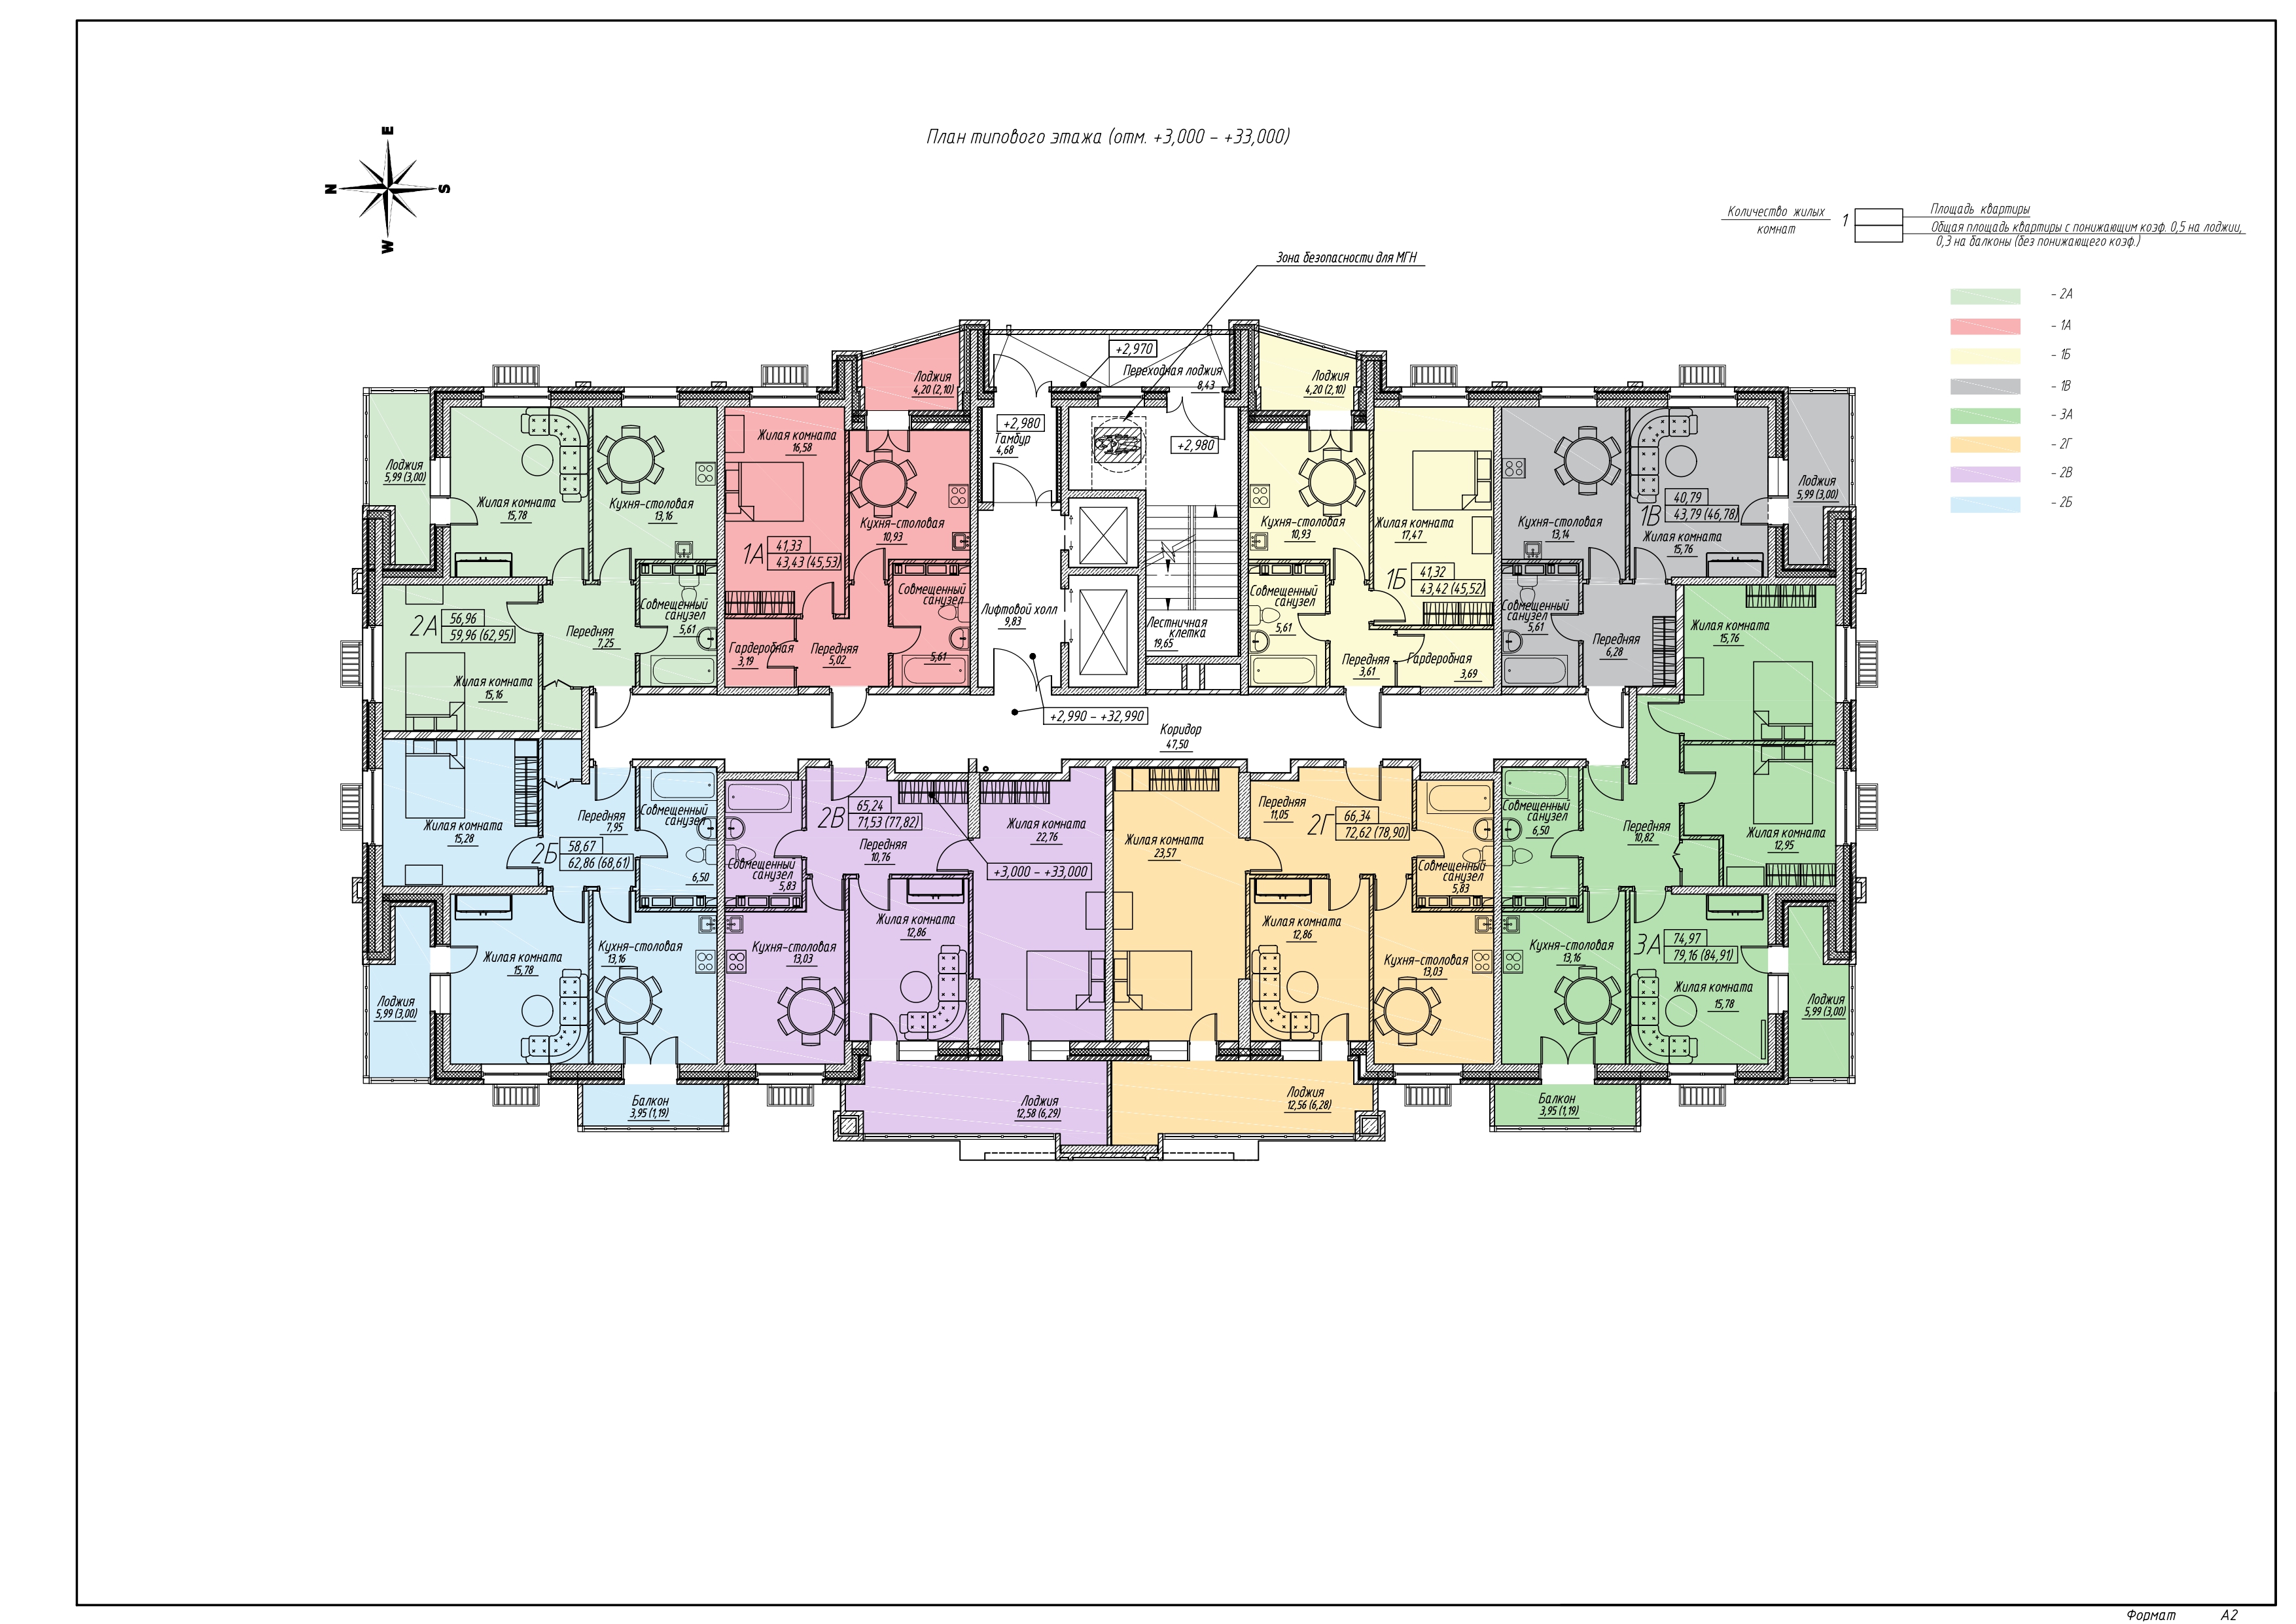 План типового этажа (отм. +3,000 – +33,000)
E
N
S
W
Количество жилых
комнат
1
Площадь квартиры
Общая площадь квартиры с понижающим коэф. 0,5 на лоджии,
0,3 на балконы (без понижающего коэф.)
- 2А
- 1А
- 1Б
- 1В
- 3А
- 2Г
- 2В
- 2Б
Зона безопасности для МГН
+2,970
Переходная лоджия
8,43
+2,980
Тамбур
4,68
+2,980
Лифтовой холл
9,83
Лестничная
клетка
19,65
+2,990 – +32,990
Коридор
47,50
Лоджия
5,99 (3,00)
Жилая комната
15,78
Кухня-столовая
13,16
2А
56,96
59,96 (62,95)
Передняя
7,25
Совмещенный
санузел
5,61
Жилая комната
15,16
Лоджия
4,20 (2,10)
Жилая комната
16,58
Кухня-столовая
10,93
1А
41,33
43,43 (45,53)
Совмещенный
санузел
5,61
Гардеробная
3,19
Передняя
5,02
Лоджия
4,20 (2,10)
Кухня-столовая
10,93
Жилая комната
17,47
1Б
41,32
43,42 (45,52)
Совмещенный
санузел
5,61
Передняя
3,61
Гардеробная
3,69
Кухня-столовая
13,14
1В
40,79
43,79 (46,78)
Жилая комната
15,76
Лоджия
5,99 (3,00)
Совмещенный
санузел
5,61
Передняя
6,28
Жилая комната
15,76
Жилая комната
12,95
Совмещенный
санузел
6,50
Передняя
10,82
3А
74,97
79,16 (84,91)
Кухня-столовая
13,16
Жилая комната
15,78
Лоджия
5,99 (3,00)
Балкон
3,95 (1,19)
Жилая комната
15,28
Передняя
7,95
Совмещенный
санузел
6,50
2Б
58,67
62,86 (68,61)
Жилая комната
15,78
Кухня-столовая
13,16
Лоджия
5,99 (3,00)
Балкон
3,95 (1,19)
2В
65,24
71,53 (77,82)
Передняя
10,76
Жилая комната
22,76
+3,000 – +33,000
Совмещенный
санузел
5,83
Кухня-столовая
13,03
Жилая комната
12,86
Лоджия
12,58 (6,29)
Жилая комната
23,57
Передняя
11,05
2Г
66,34
72,62 (78,90)
Совмещенный
санузел
5,83
Жилая комната
12,86
Кухня-столовая
13,03
Лоджия
12,56 (6,28)
Формат А2